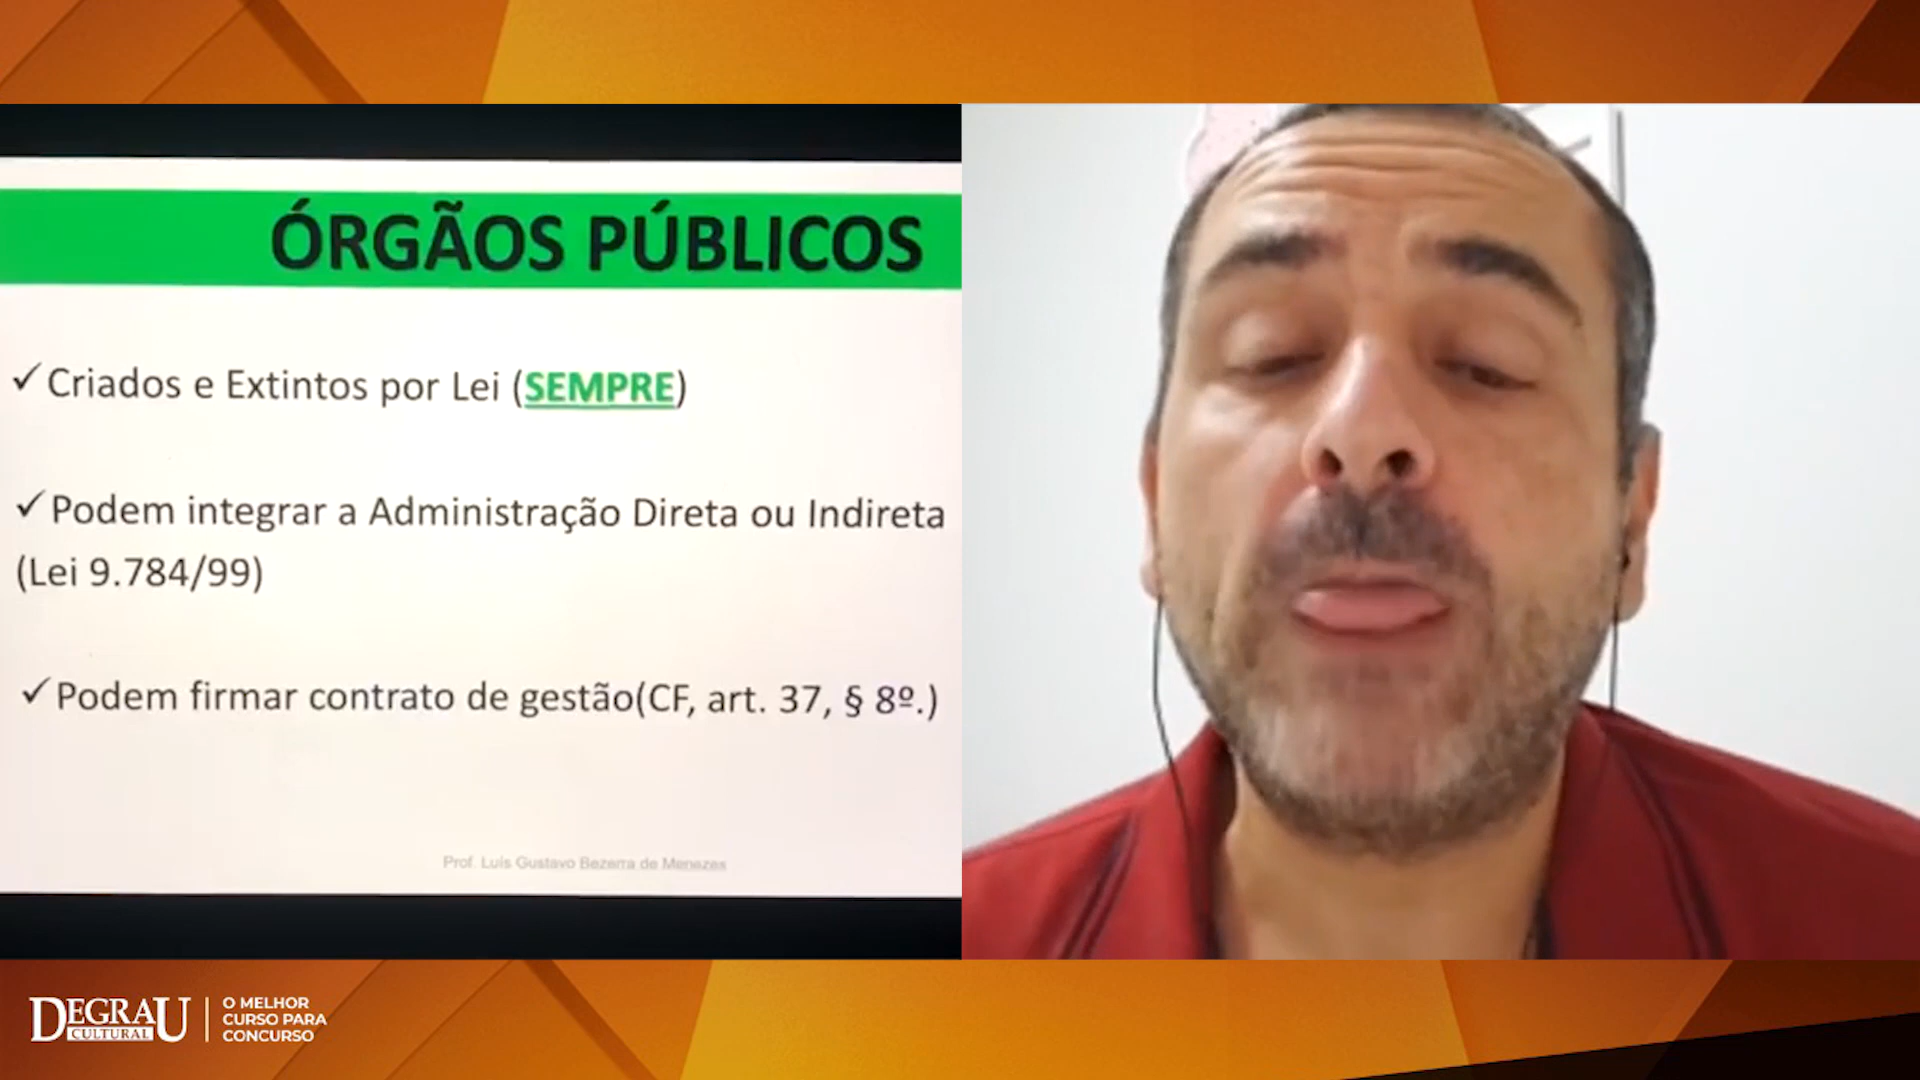 ÓRGÃOS PÚBLICOS
✓Criados e Extintos por Lei (SEMPRE)
✓Podem integrar a Administração Direta ou Indireta
(Lei 9.784/99)
✓Podem firmar contrato de gestão(CF, art. 37, § 8º.)
Prof. Luís Gustavo Bezerra de Menezes
DEGRAU
CULTURAL
O MELHOR
CURSO PARA
CONCURSO